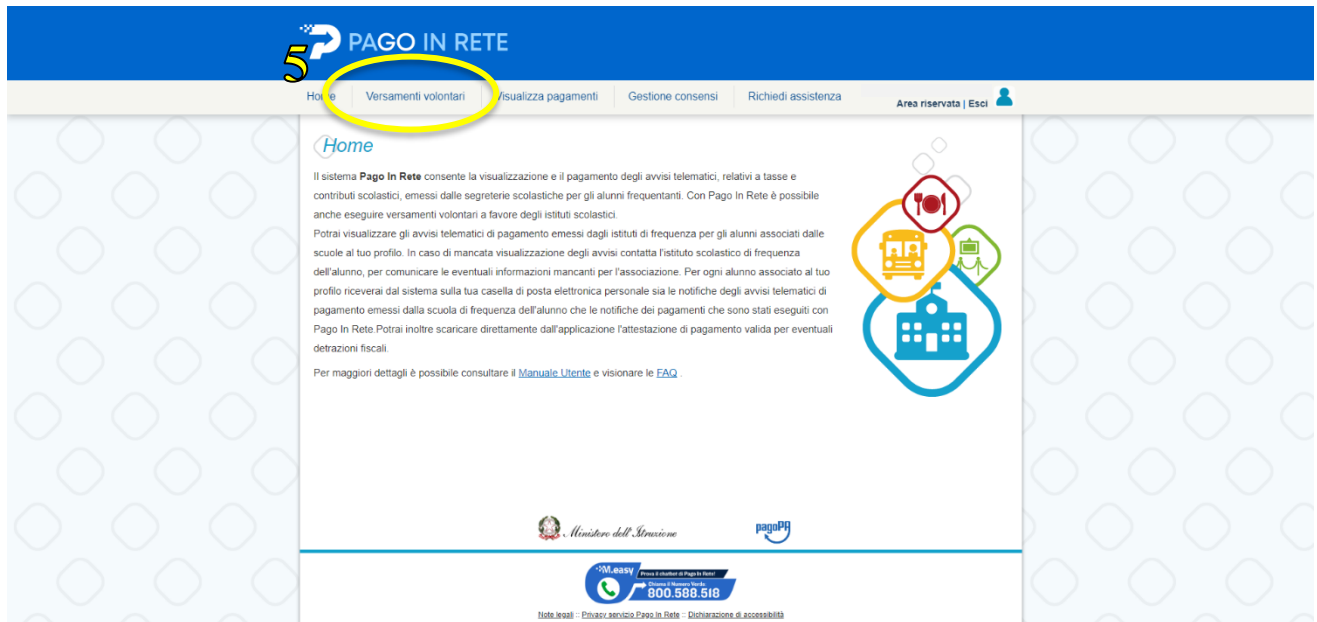 5
PAGO IN RETE
Home Versamenti volontari Visualizza pagamenti Gestione consensi Richiedi assistenza Area riservata | Esci
Home
Il sistema Pago In Rete consente la visualizzazione e il pagamento degli avvisi telematici, relativi a tasse e
contributi scolastici, emessi dalle segreterie scolastiche per gli alunni frequentanti. Con Pago In Rete è possibile
anche eseguire versamenti volontari a favore degli istituti scolastici.
Potrai visualizzare gli avvisi telematici di pagamento emessi dagli istituti di frequenza per gli alunni associati dalle
scuole al tuo profilo. In caso di mancata visualizzazione degli avvisi contatta l'istituto scolastico di frequenza
dell'alunno, per comunicare le eventuali informazioni mancanti per l'associazione. Per ogni alunno associato al tuo
profilo riceverai dal sistema sulla tua casella di posta elettronica personale sia le notifiche degli avvisi telematici di
pagamento emessi dalla scuola di frequenza dell'alunno che le notifiche dei pagamenti che sono stati eseguiti con
Pago In Rete.Potrai inoltre scaricare direttamente dall'applicazione l'attestazione di pagamento valida per eventuali
detrazioni fiscali.
Per maggiori dettagli è possibile consultare il Manuale Utente e visionare le FAQ .
Ministero dell'Istruzione
pagoPA
M.easy Prova il chatbot di Pago In Rete!
Chiama il Numero Verde
800.588.518
Note legali :: Privacy servizio Pago In Rete :: Dichiarazione di accessibilità